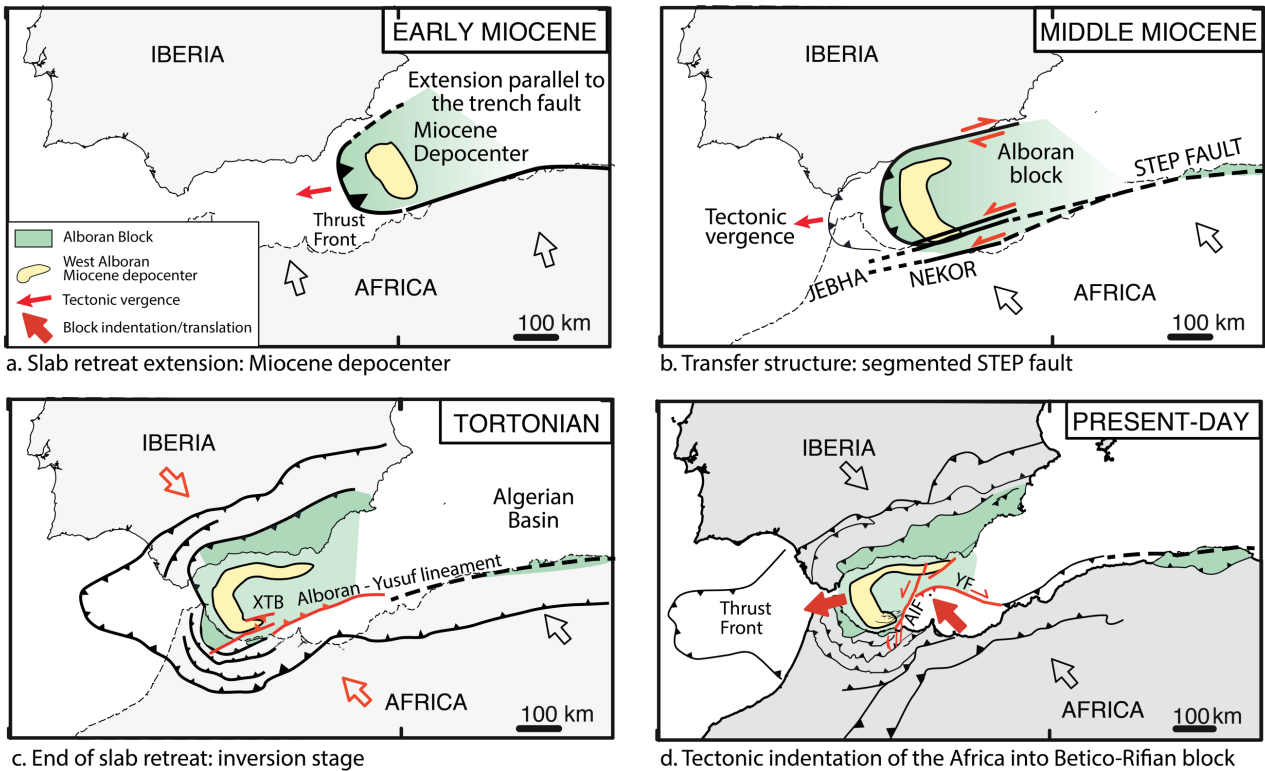 EARLY MIOCENE
IBERIA
Extension parallel to
the trench fault
Miocene
Depocenter
Thrust
Front
AFRICA
100 km
Alboran Block
West Alboran
Miocene depocenter
Tectonic vergence
Block indentation/translation
a. Slab retreat extension: Miocene depocenter
MIDDLE MIOCENE
IBERIA
Alboran
block
STEP FAULT
Tectonic
vergence
JEBHA
NEKOR
AFRICA
100 km
b. Transfer structure: segmented STEP fault
TORTONIAN
IBERIA
Algerian
Basin
XTB
Alboran - Yusuf lineament
AFRICA
100 km
c. End of slab retreat: inversion stage
PRESENT-DAY
IBERIA
Thrust
Front
AIF
YF
AFRICA
100 km
d. Tectonic indentation of the Africa into Betico-Rifian block